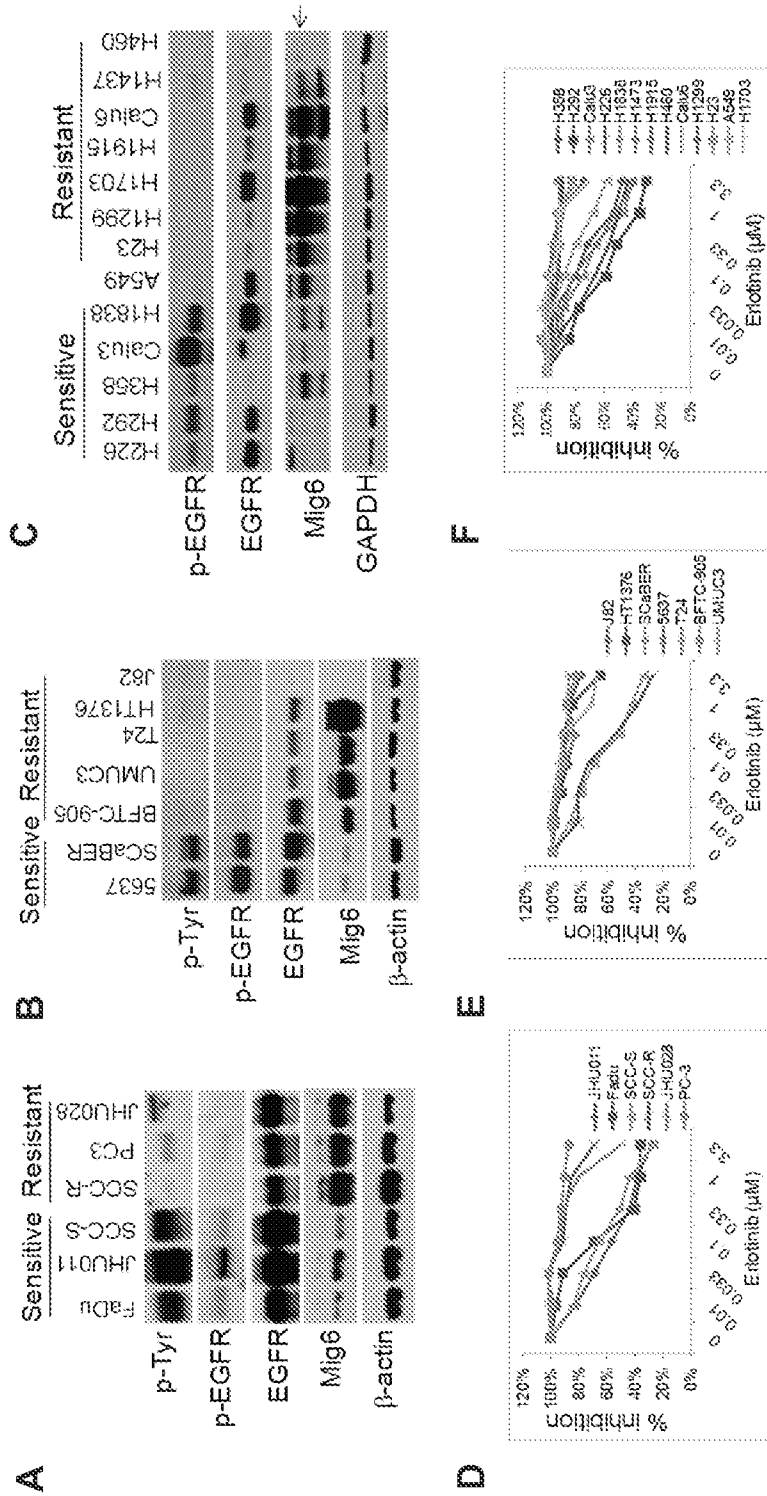 A
Sensitive Resistant
FaDu JHU011 SCC-S SCC-R PC3 JHU028
p-Tyr
p-EGFR
EGFR
Mig6
β-actin
B
Sensitive Resistant
5637 SCaBER BFTC-905 UMUC3 T24 HT1376 J82
p-Tyr
p-EGFR
EGFR
Mig6
β-actin
C
Sensitive Resistant
H226 H292 H358 Calu3 H1838 A549 H23 H1299 H1703 H1915 Calu6 H1437 H460
p-EGFR
EGFR
Mig6
GAPDH
D
% inhibition
120%
100%
80%
60%
40%
20%
0%
0 0.01 0.033 0.1 0.33 1 3.3
Erlotinib (µM)
JHU011
Fadu
SCC-S
SCC-R
JHU028
PC-3
E
% inhibition
120%
100%
80%
60%
40%
20%
0%
0 0.01 0.033 0.1 0.33 1 3.3
Erlotinib (µM)
J82
HT1376
SCaBER
5637
T24
BFTC-905
UMUC3
F
% inhibition
120%
100%
80%
60%
40%
20%
0%
0 0.01 0.033 0.1 0.33 1 3.3
Erlotinib (µM)
H358
H292
Calu3
H226
H1838
H1473
H1915
H460
Calu6
H1299
H23
A549
H1703